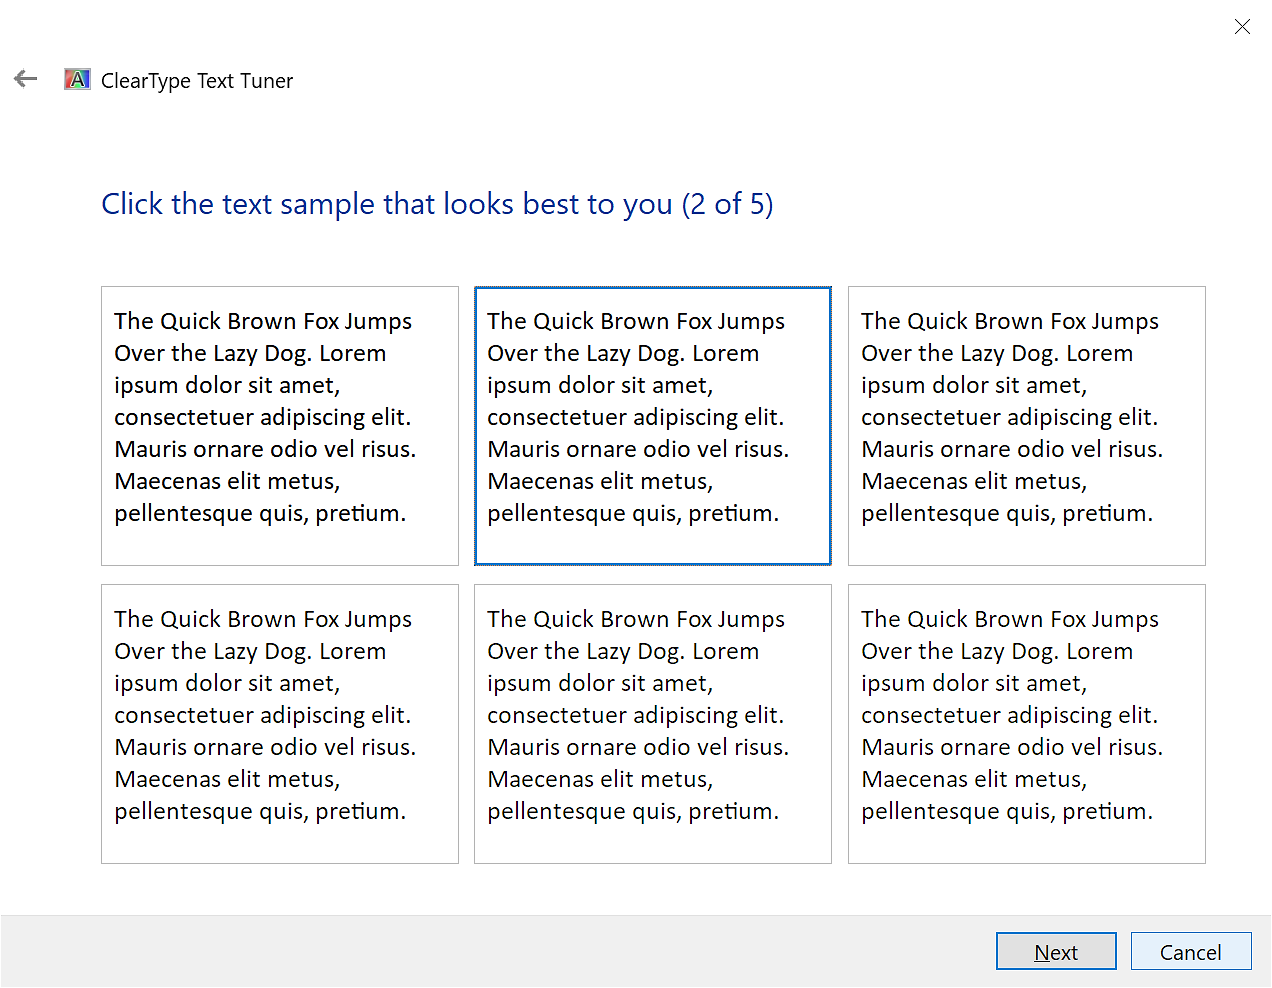 ClearType Text Tuner
Click the text sample that looks best to you (2 of 5)
The Quick Brown Fox Jumps
Over the Lazy Dog. Lorem
ipsum dolor sit amet,
consectetuer adipiscing elit.
Mauris ornare odio vel risus.
Maecenas elit metus,
pellentesque quis, pretium.
The Quick Brown Fox Jumps
Over the Lazy Dog. Lorem
ipsum dolor sit amet,
consectetuer adipiscing elit.
Mauris ornare odio vel risus.
Maecenas elit metus,
pellentesque quis, pretium.
The Quick Brown Fox Jumps
Over the Lazy Dog. Lorem
ipsum dolor sit amet,
consectetuer adipiscing elit.
Mauris ornare odio vel risus.
Maecenas elit metus,
pellentesque quis, pretium.
The Quick Brown Fox Jumps
Over the Lazy Dog. Lorem
ipsum dolor sit amet,
consectetuer adipiscing elit.
Mauris ornare odio vel risus.
Maecenas elit metus,
pellentesque quis, pretium.
The Quick Brown Fox Jumps
Over the Lazy Dog. Lorem
ipsum dolor sit amet,
consectetuer adipiscing elit.
Mauris ornare odio vel risus.
Maecenas elit metus,
pellentesque quis, pretium.
The Quick Brown Fox Jumps
Over the Lazy Dog. Lorem
ipsum dolor sit amet,
consectetuer adipiscing elit.
Mauris ornare odio vel risus.
Maecenas elit metus,
pellentesque quis, pretium.
Next
Cancel